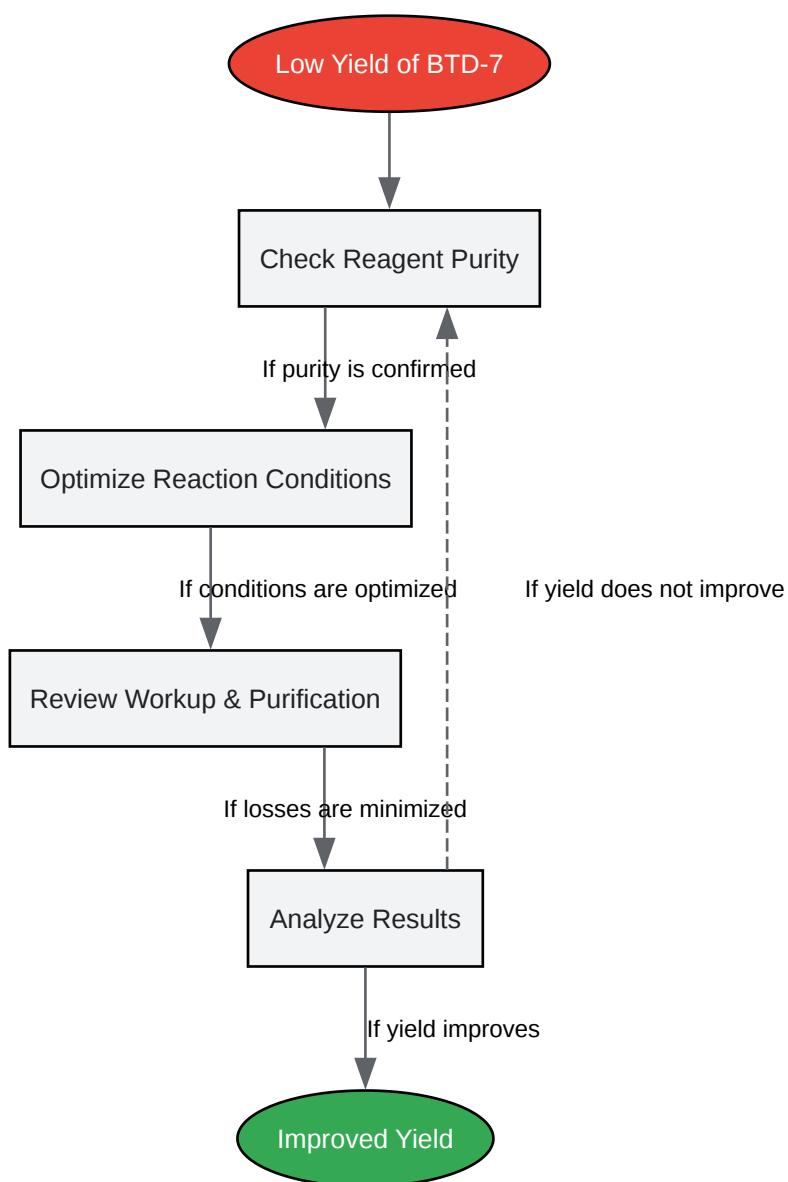 Low Yield of BTD-7
Check Reagent Purity
If purity is confirmed
Optimize Reaction Conditions
If conditions are optimized
If yield does not improve
Review Workup & Purification
If losses are minimized
Analyze Results
If yield improves
Improved Yield